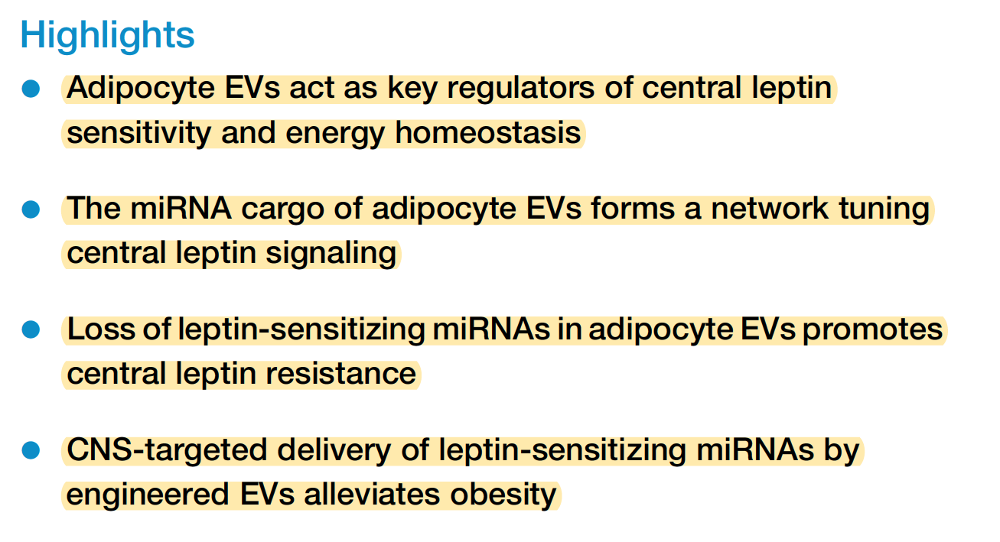 Highlights
● Adipocyte EVs act as key regulators of central leptin
sensitivity and energy homeostasis
● The miRNA cargo of adipocyte EVs forms a network tuning
central leptin signaling
● Loss of leptin-sensitizing miRNAs in adipocyte EVs promotes
central leptin resistance
● CNS-targeted delivery of leptin-sensitizing miRNAs by
engineered EVs alleviates obesity